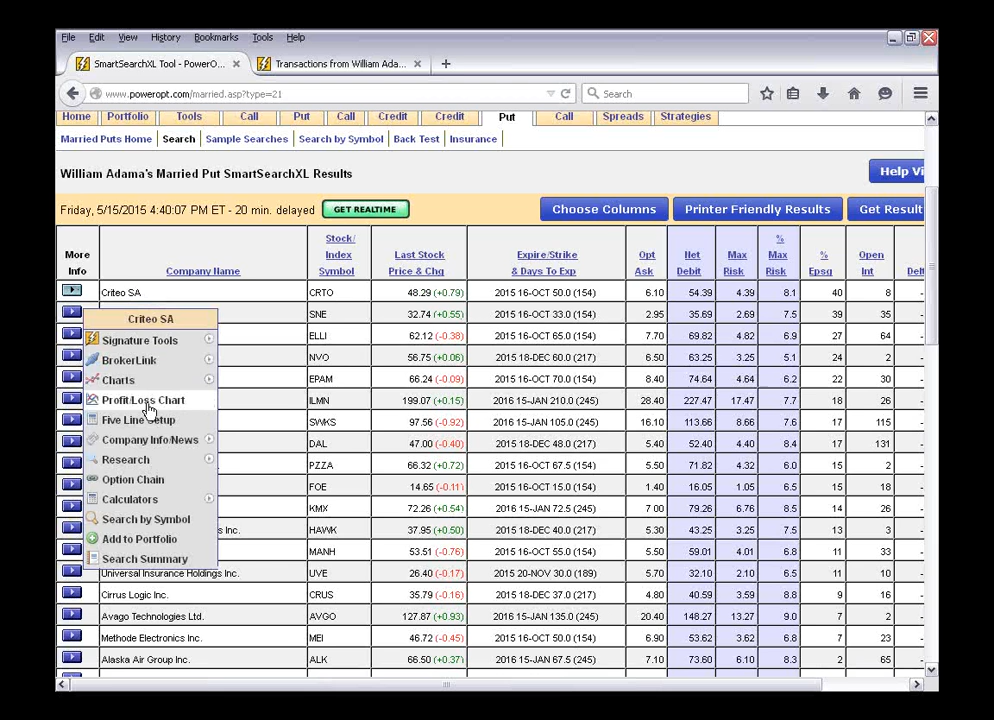 File Edit View History Bookmarks Tools Help
SmartSearchXL Tool - PowerO... × Transactions from William Ada... × +
www.poweropt.com/married.asp?type=21 Search
Home Portfolio Tools Call Put Call Credit Credit Put Call Spreads Strategies
Married Puts Home Search Sample Searches Search by Symbol Back Test Insurance
William Adama's Married Put SmartSearchXL Results Help Vi
Friday, 5/15/2015 4:40:07 PM ET - 20 min. delayed GET REALTIME Choose Columns Printer Friendly Results Get Result
More Info Company Name Stock/ Index Symbol Last Stock Price & Chg Expire/Strike & Days To Exp Opt Ask Net Debit Max Risk % Max Risk % Epsg Open Int Delt
Criteo SA CRTO 48.29 (+0.79) 2015 16-OCT 50.0 (154) 6.10 54.39 4.39 8.1 40 8 -
SNE 32.74 (+0.55) 2015 16-OCT 33.0 (154) 2.95 35.69 2.69 7.5 39 35 -
ELLI 62.12 (-0.38) 2015 16-OCT 65.0 (154) 7.70 69.82 4.82 6.9 27 64 -
NVO 56.75 (+0.06) 2015 18-DEC 60.0 (217) 6.50 63.25 3.25 5.1 24 2 -
EPAM 66.24 (-0.09) 2015 16-OCT 70.0 (154) 8.40 74.64 4.64 6.2 22 30 -
ILMN 199.07 (+0.15) 2016 15-JAN 210.0 (245) 28.40 227.47 17.47 7.7 18 26 -
SWKS 97.56 (-0.92) 2016 15-JAN 105.0 (245) 16.10 113.66 8.66 7.6 17 115 -
DAL 47.00 (-0.40) 2015 18-DEC 48.0 (217) 5.40 52.40 4.40 8.4 17 131 -
PZZA 66.32 (+0.72) 2015 16-OCT 67.5 (154) 5.50 71.82 4.32 6.0 15 2 -
FOE 14.65 (-0.11) 2015 16-OCT 15.0 (154) 1.40 16.05 1.05 6.5 15 18 -
KMX 72.26 (+0.54) 2016 15-JAN 72.5 (245) 7.00 79.26 6.76 8.5 14 26 -
s Inc. HAWK 37.95 (+0.50) 2015 18-DEC 40.0 (217) 5.30 43.25 3.25 7.5 13 3 -
MANH 53.51 (-0.76) 2015 16-OCT 55.0 (154) 5.50 59.01 4.01 6.8 11 33 -
Universal Insurance Holdings Inc. UVE 26.40 (-0.17) 2015 20-NOV 30.0 (189) 5.70 32.10 2.10 6.5 11 10 -
Cirrus Logic Inc. CRUS 35.79 (-0.16) 2015 18-DEC 37.0 (217) 4.80 40.59 3.59 8.8 9 16 -
Avago Technologies Ltd. AVGO 127.87 (+0.93) 2016 15-JAN 135.0 (245) 20.40 148.27 13.27 9.0 7 2 -
Methode Electronics Inc. MEI 46.72 (-0.45) 2015 16-OCT 50.0 (154) 6.90 53.62 3.62 6.8 7 23 -
Alaska Air Group Inc. ALK 66.50 (+0.37) 2016 15-JAN 67.5 (245) 7.10 73.60 6.10 8.3 2 65 -
Criteo SA
Signature Tools
BrokerLink
Charts
Profit/Loss Chart
Five Line Setup
Company Info/News
Research
Option Chain
Calculators
Search by Symbol
Add to Portfolio
Search Summary